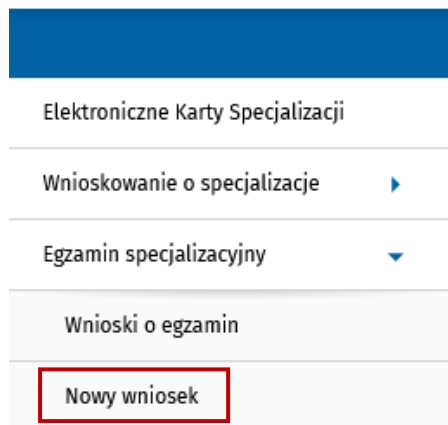 Elektroniczne Karty Specjalizacji
Wnioskowanie o specjalizacje
Egzamin specjalizacyjny
Wnioski o egzamin
Nowy wniosek